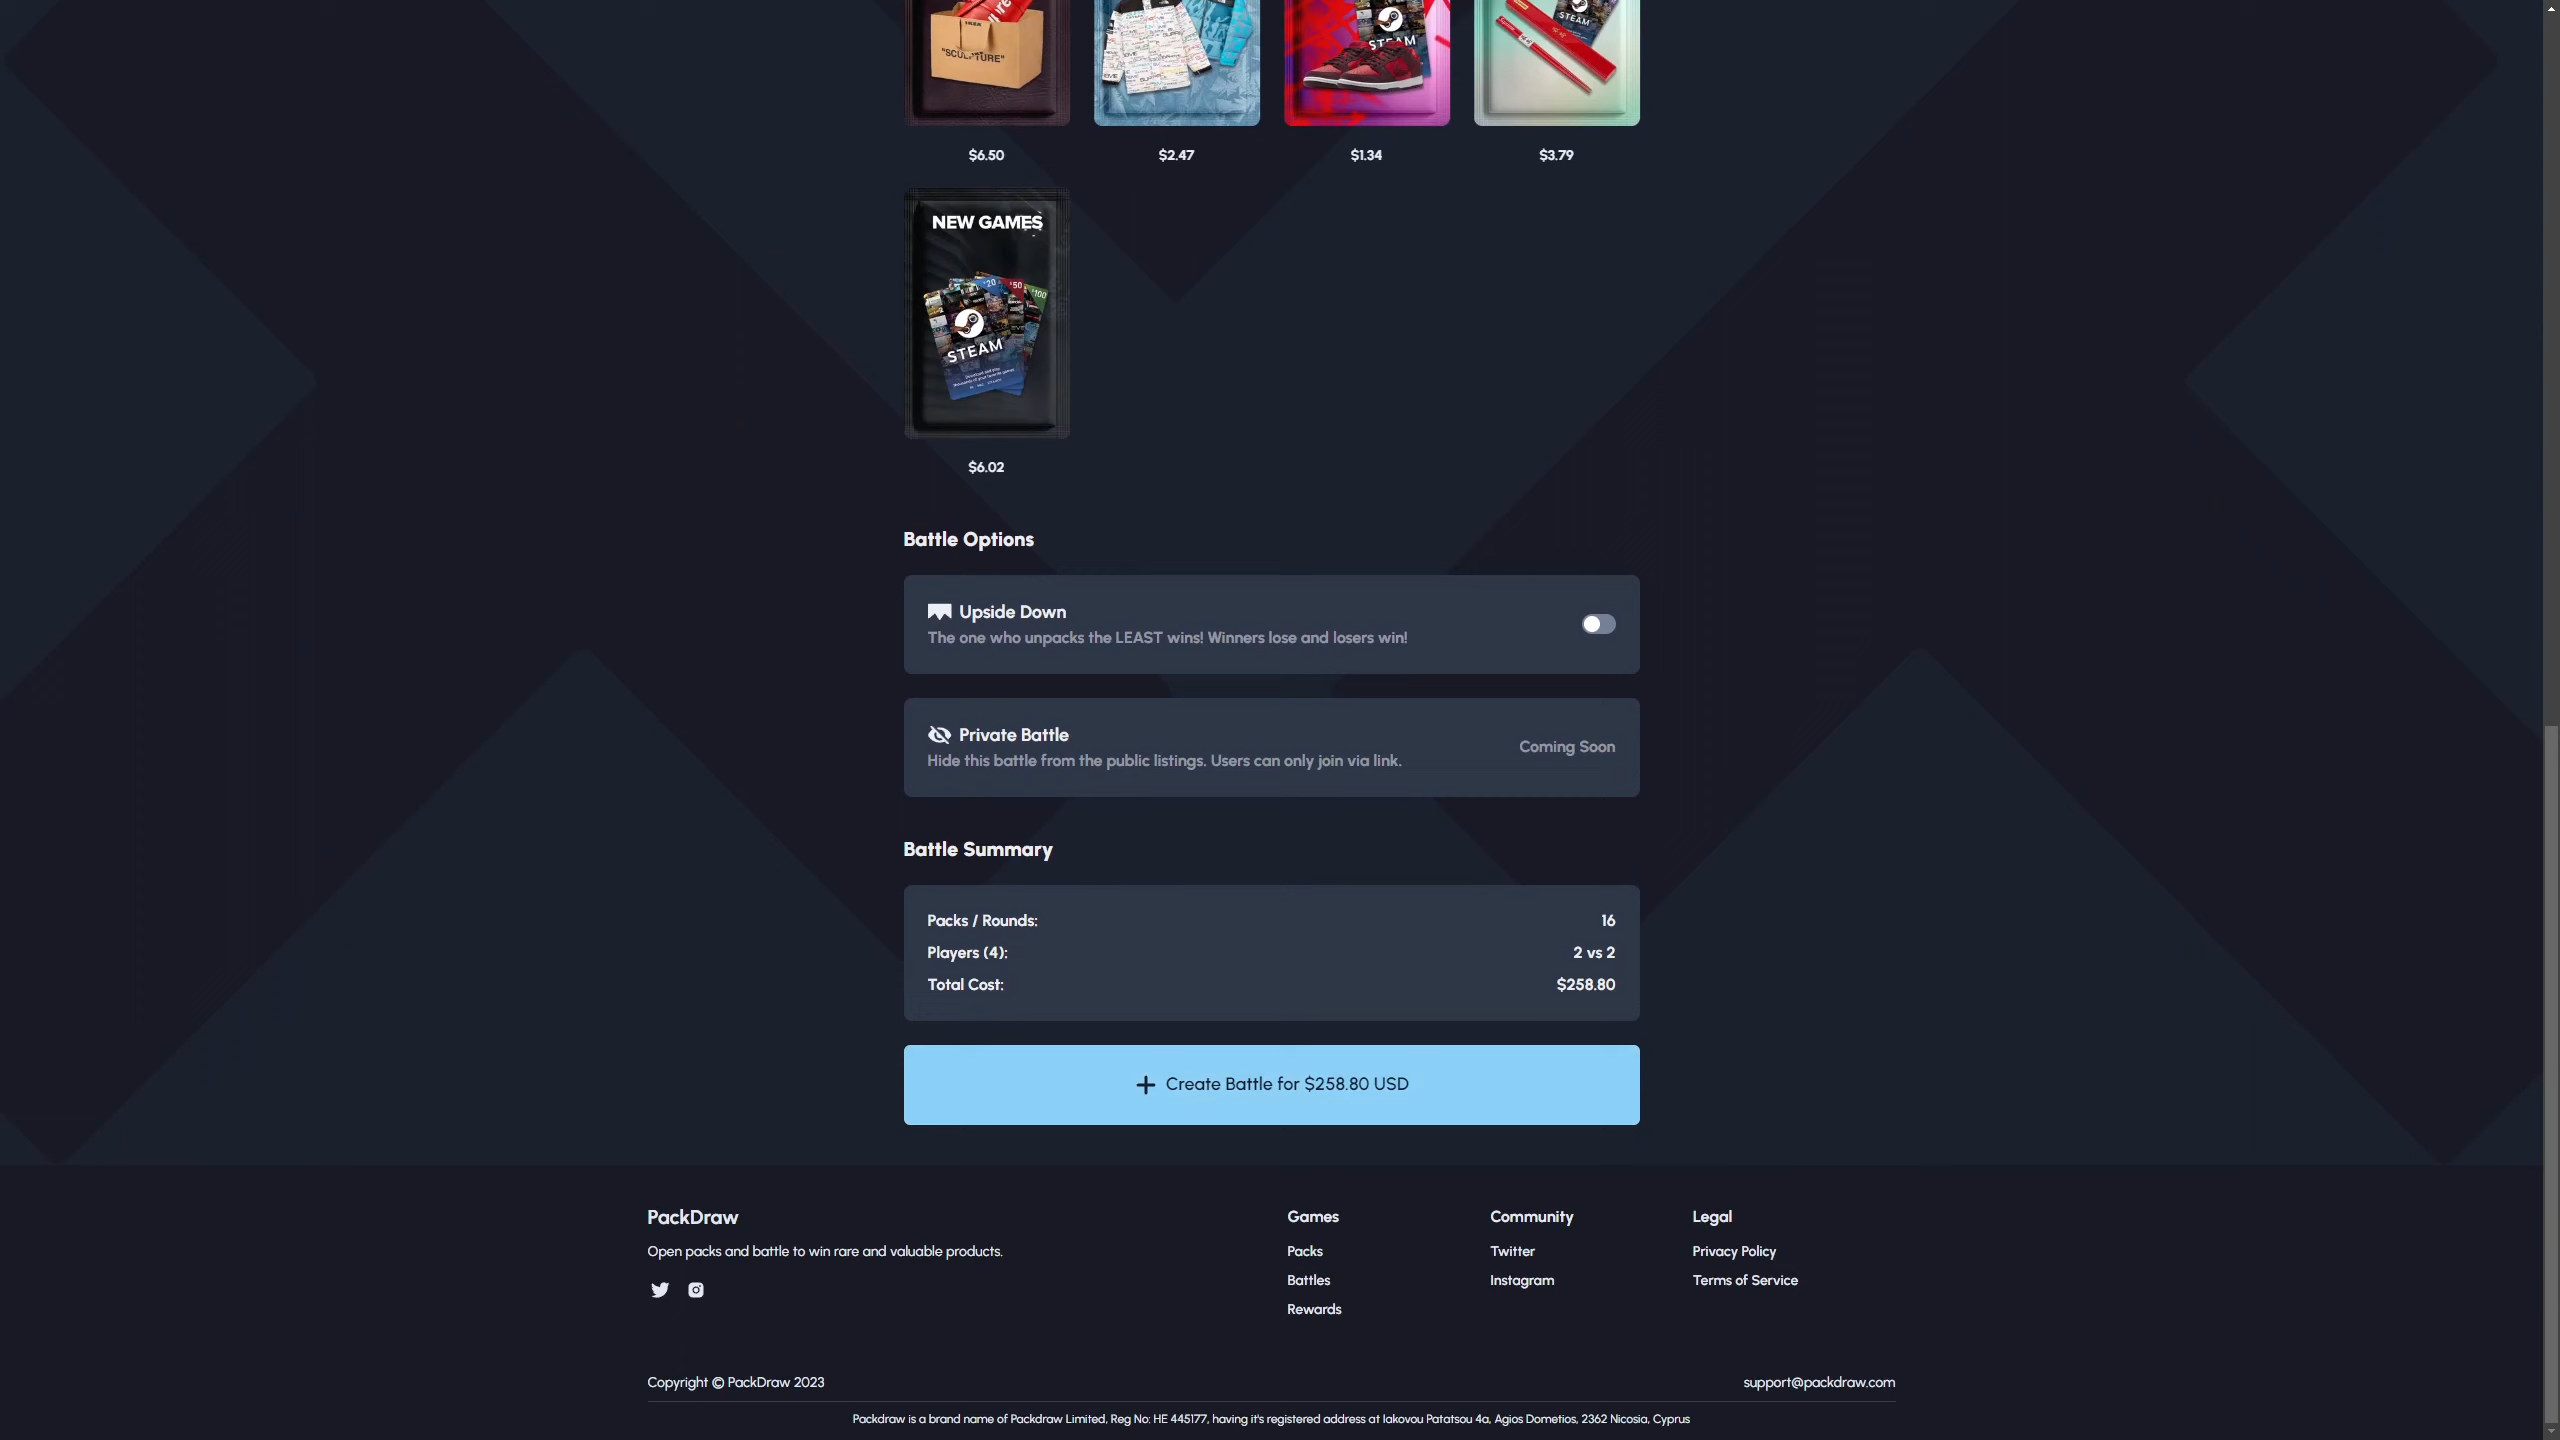 "SCULPTURE"
STEAM
STEAM
$6.50
$2.47
$1.34
$3.79
NEW GAMES
$20
$50
$100
STEAM
$6.02
Battle Options
Upside Down
The one who unpacks the LEAST wins! Winners lose and losers win!
Private Battle
Hide this battle from the public listings. Users can only join via link.
Coming Soon
Battle Summary
Packs / Rounds:
16
Players (4):
2 vs 2
Total Cost:
$258.80
Create Battle for $258.80 USD
PackDraw
Open packs and battle to win rare and valuable products.
Games
Packs
Battles
Rewards
Community
Twitter
Instagram
Legal
Privacy Policy
Terms of Service
Copyright © PackDraw 2023
support@packdraw.com
Packdraw is a brand name of Packdraw Limited, Reg No: HE 445177, having it's registered address at Iakovou Patatsou 4a, Agios Dometios, 2362 Nicosia, Cyprus